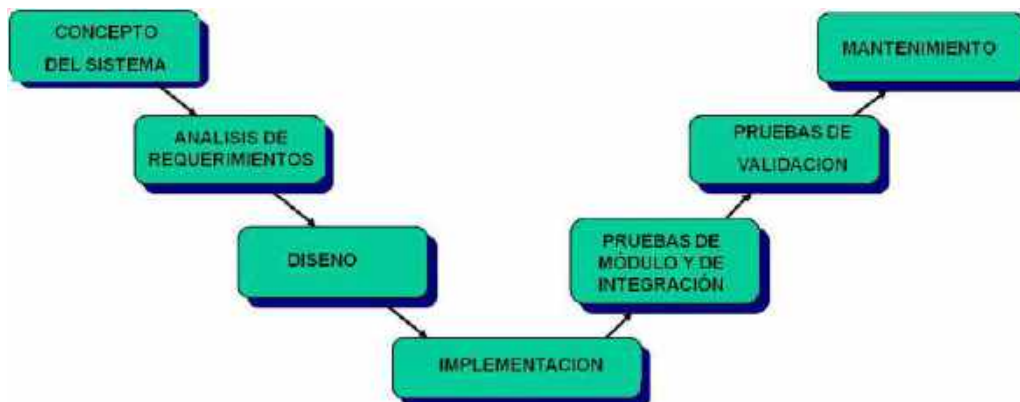 CONCEPTO
DEL SISTEMA
ANALISIS DE
REQUERIMIENTOS
DISENO
IMPLEMENTACION
PRUEBAS DE
MÓDULO Y DE
INTEGRACIÓN
PRUEBAS DE
VALIDACION
MANTENIMIENTO